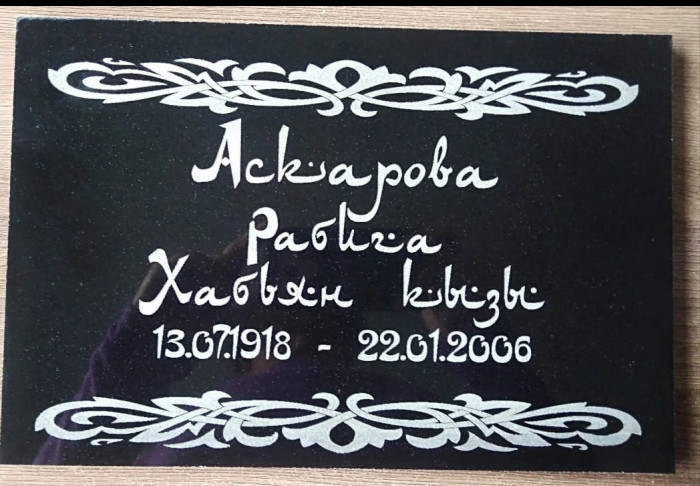 Аскарова
Рабига
Хабьян кызы
13.07.1918 - 22.01.2006